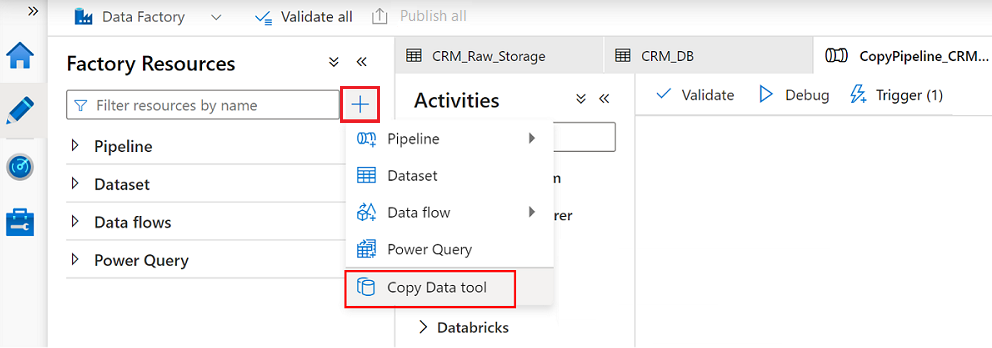 »
Data Factory
Validate all
Publish all
Factory Resources
Filter resources by name
Pipeline
Dataset
Data flows
Power Query
Pipeline
Dataset
Data flow
Power Query
Copy Data tool
CRM_Raw_Storage
CRM_DB
CopyPipeline_CRM...
Activities
Databricks
Validate
Debug
Trigger (1)